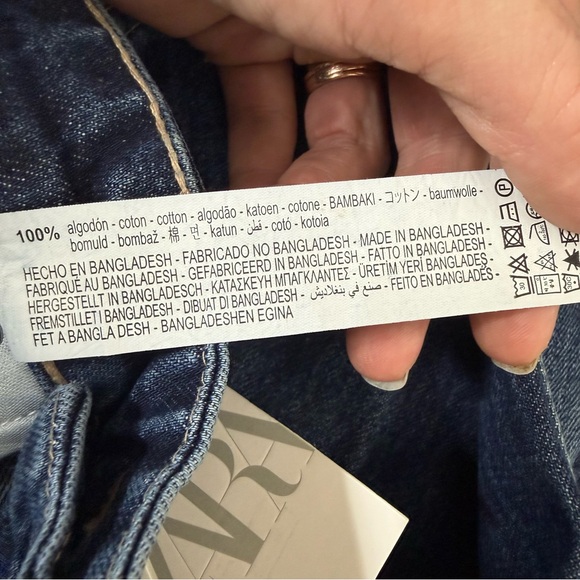 100% algodón - coton - cotton - algodão - katoen - cotone - BAMBAKI - コットン - baumwolle -
bomuld - bombaž - 棉 - 면 - katun - قطن - cotó - kotoia
HECHO EN BANGLADESH - FABRICADO NO BANGLADESH - MADE IN BANGLADESH -
FABRIQUÉ AU BANGLADESH - GEFABRICEERD IN BANGLADESH - FATTO IN BANGLADESH -
HERGESTELLT IN BANGLADESCH - ΚΑΤΑΣΚΕΥΗ ΜΠΑΓΚΛΑΝΤΕΣ - ÜRETİM YERİ BANGLADEŞ -
FREMSTILLET I BANGLADESH - DIBUAT DI BANGLADESH - صنع في بنغلاديش - FEITO EN BANGLADÉS -
FET A BANGLA DESH - BANGLADESHEN EGINA
P
30
ZARA